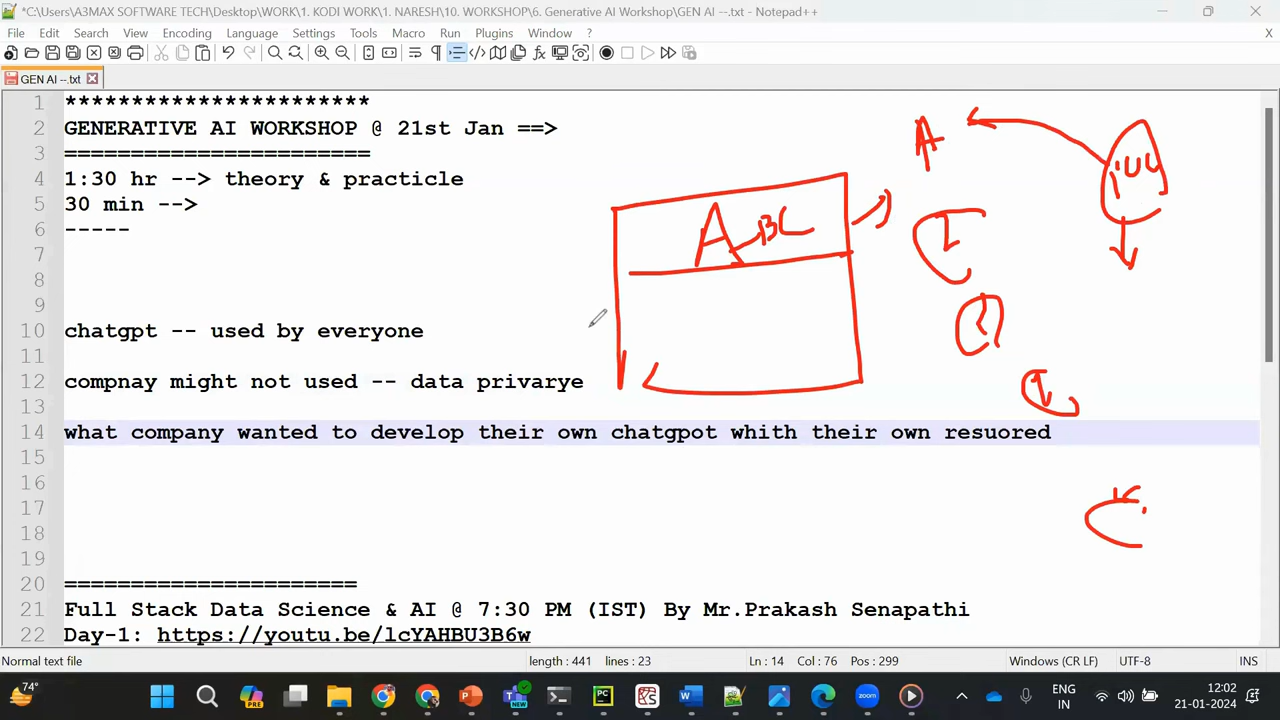 *C:\Users\A3MAX SOFTWARE TECH\Desktop\WORK\1. KODI WORK\1. NARESH\10. WORKSHOP\6. Generative AI Workshop\GEN AI --.txt - Notepad++
File Edit Search View Encoding Language Settings Tools Macro Run Plugins Window ? X
GEN AI --.txt
1 ***********************
2 GENERATIVE AI WORKSHOP @ 21st Jan ==>
3 =======================
4 1:30 hr --> theory & practicle
5 30 min -->
6 -----
7
8
9
10 chatgpt -- used by everyone
11
12 compnay might not used -- data privarye
13
14 what company wanted to develop their own chatgpot whith their own resuored
15
16
17
18
19
20 ======================
21 Full Stack Data Science & AI @ 7:30 PM (IST) By Mr.Prakash Senapathi
22 Day-1: https://youtu.be/lcYAHBU3B6w
A
ABC
Normal text file length : 441 lines : 23 Ln : 14 Col : 76 Pos : 299 Windows (CR LF) UTF-8 INS
74° PRE NEW PC W zoom ENG IN 12:02 21-01-2024